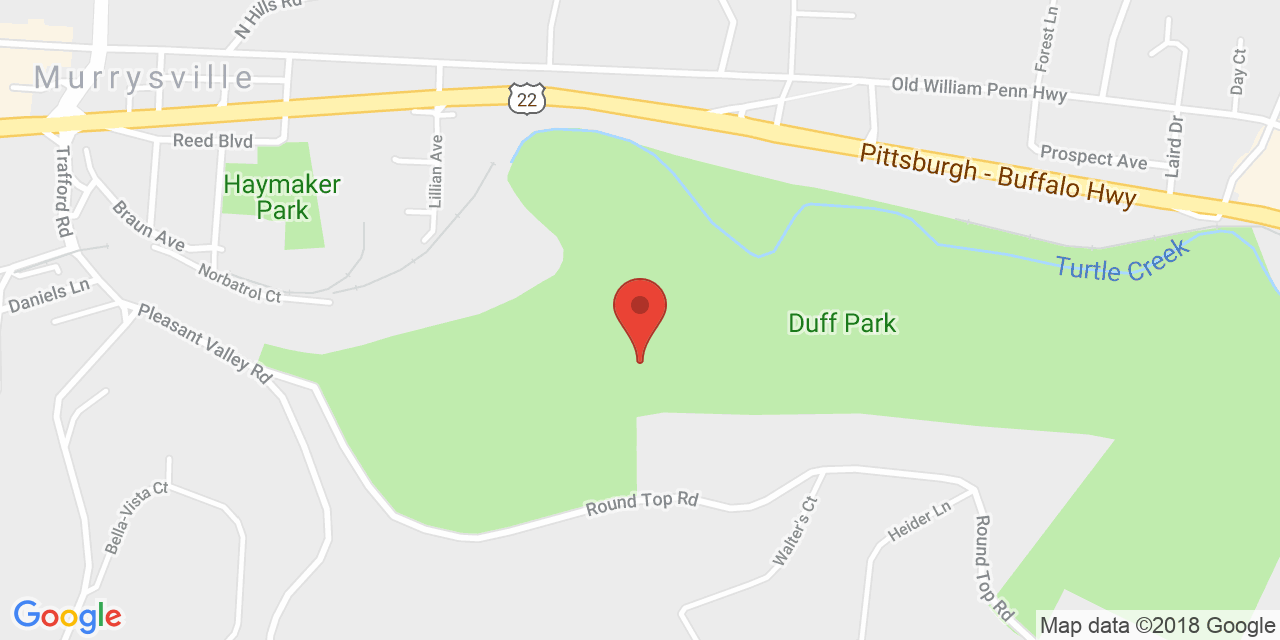 N Hills Rd
Forest Ln
Day Ct
Murrysville
22
Old William Penn Hwy
Reed Blvd
Laird Dr
Prospect Ave
Pittsburgh - Buffalo Hwy
Trafford Rd
Lillian Ave
Haymaker
Park
Braun Ave
Turtle Creek
Norbatrol Ct
Daniels Ln
Pleasant Valley Rd
Duff Park
Round Top Rd
Bella-Vista Ct
Walter's Ct
Heider Ln
Round Top Rd
Google
Map data ©2018 Google